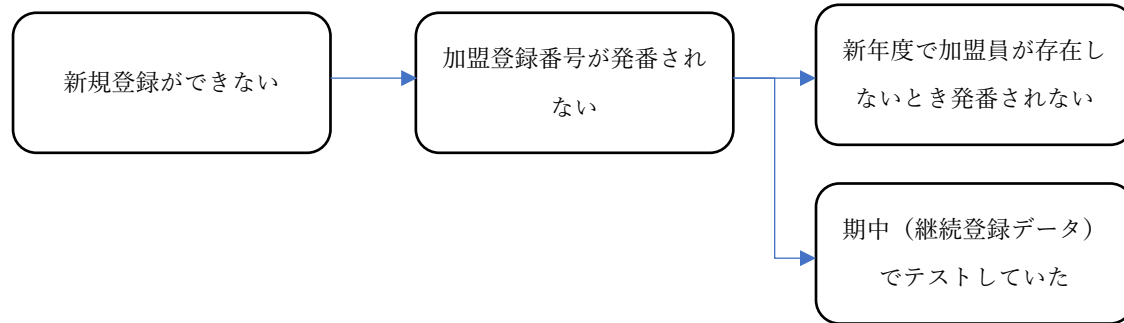 新規登録ができない
加盟登録番号が発番され
ない
新年度で加盟員が存在し
ないとき発番されない
期中（継続登録データ）
でテストしていた